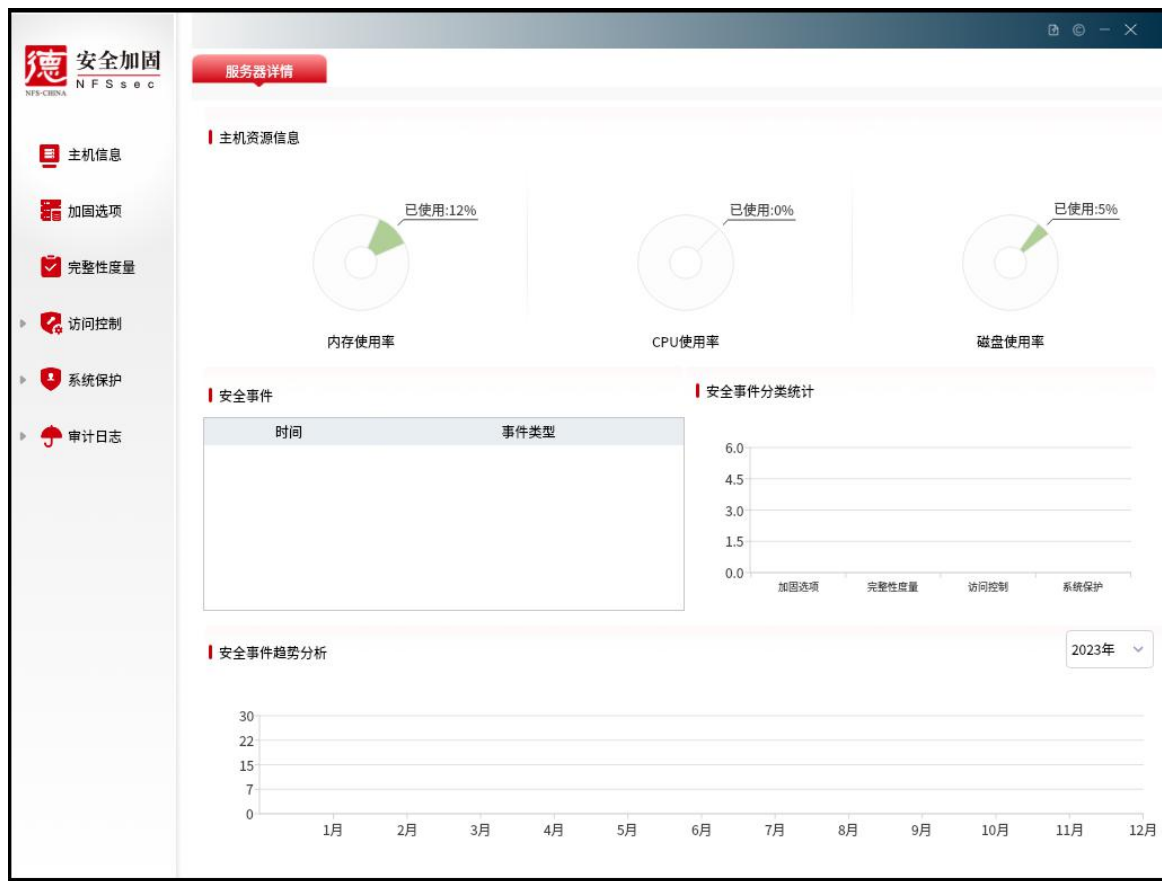 德
NFS-CHINA
安全加固
NFSsec
服务器详情
主机信息
加固选项
完整性度量
访问控制
系统保护
审计日志
主机资源信息
已使用:12%
已使用:0%
已使用:5%
内存使用率
CPU使用率
磁盘使用率
安全事件
时间 事件类型
安全事件分类统计
6.0
4.5
3.0
1.5
0.0
加固选项 完整性度量 访问控制 系统保护
安全事件趋势分析
2023年
30
22
15
7
0
1月 2月 3月 4月 5月 6月 7月 8月 9月 10月 11月 12月